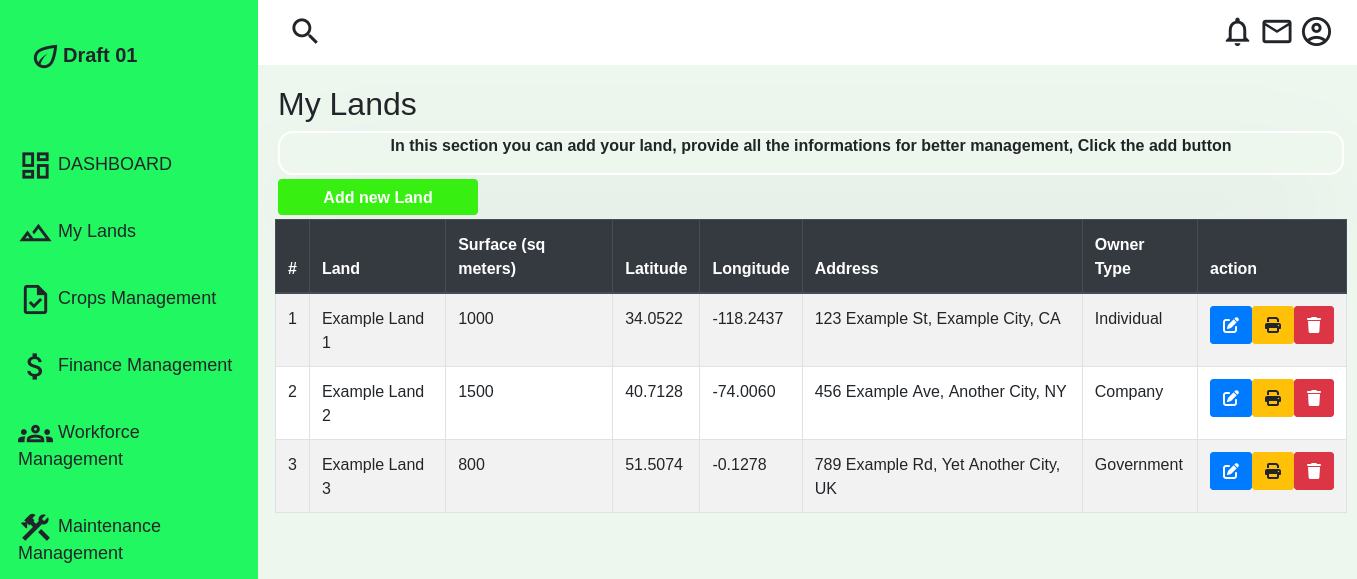 Draft 01
DASHBOARD
My Lands
Crops Management
Finance Management
Workforce
Management
Maintenance
Management
My Lands
In this section you can add your land, provide all the informations for better management, Click the add button
Add new Land
# Land Surface (sq meters) Latitude Longitude Address Owner Type action
1 Example Land 1 1000 34.0522 -118.2437 123 Example St, Example City, CA Individual
2 Example Land 2 1500 40.7128 -74.0060 456 Example Ave, Another City, NY Company
3 Example Land 3 800 51.5074 -0.1278 789 Example Rd, Yet Another City, UK Government